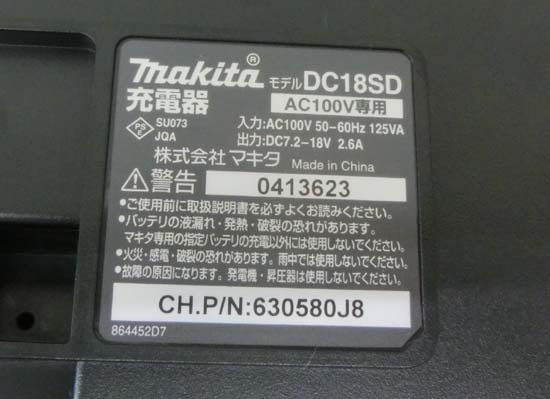 makita® モデル DC18SD
充電器 AC100V専用
PS E SU073 入力:AC100V 50-60Hz 125VA
JQA 出力:DC7.2-18V 2.6A
株式会社 マキタ Made in China
⚠警告 0413623
●ご使用前に取扱説明書を必ずよくお読みください。
●バッテリの液漏れ・発熱・破裂の恐れがあります。
マキタ専用の指定バッテリの充電以外には使用しないでください。
●火災・感電・破裂の恐れがあります。雨中では使用しないでください。
●故障の原因になります。発電機・昇圧器は使用しないでください。
CH.P/N:630580J8
864452D7